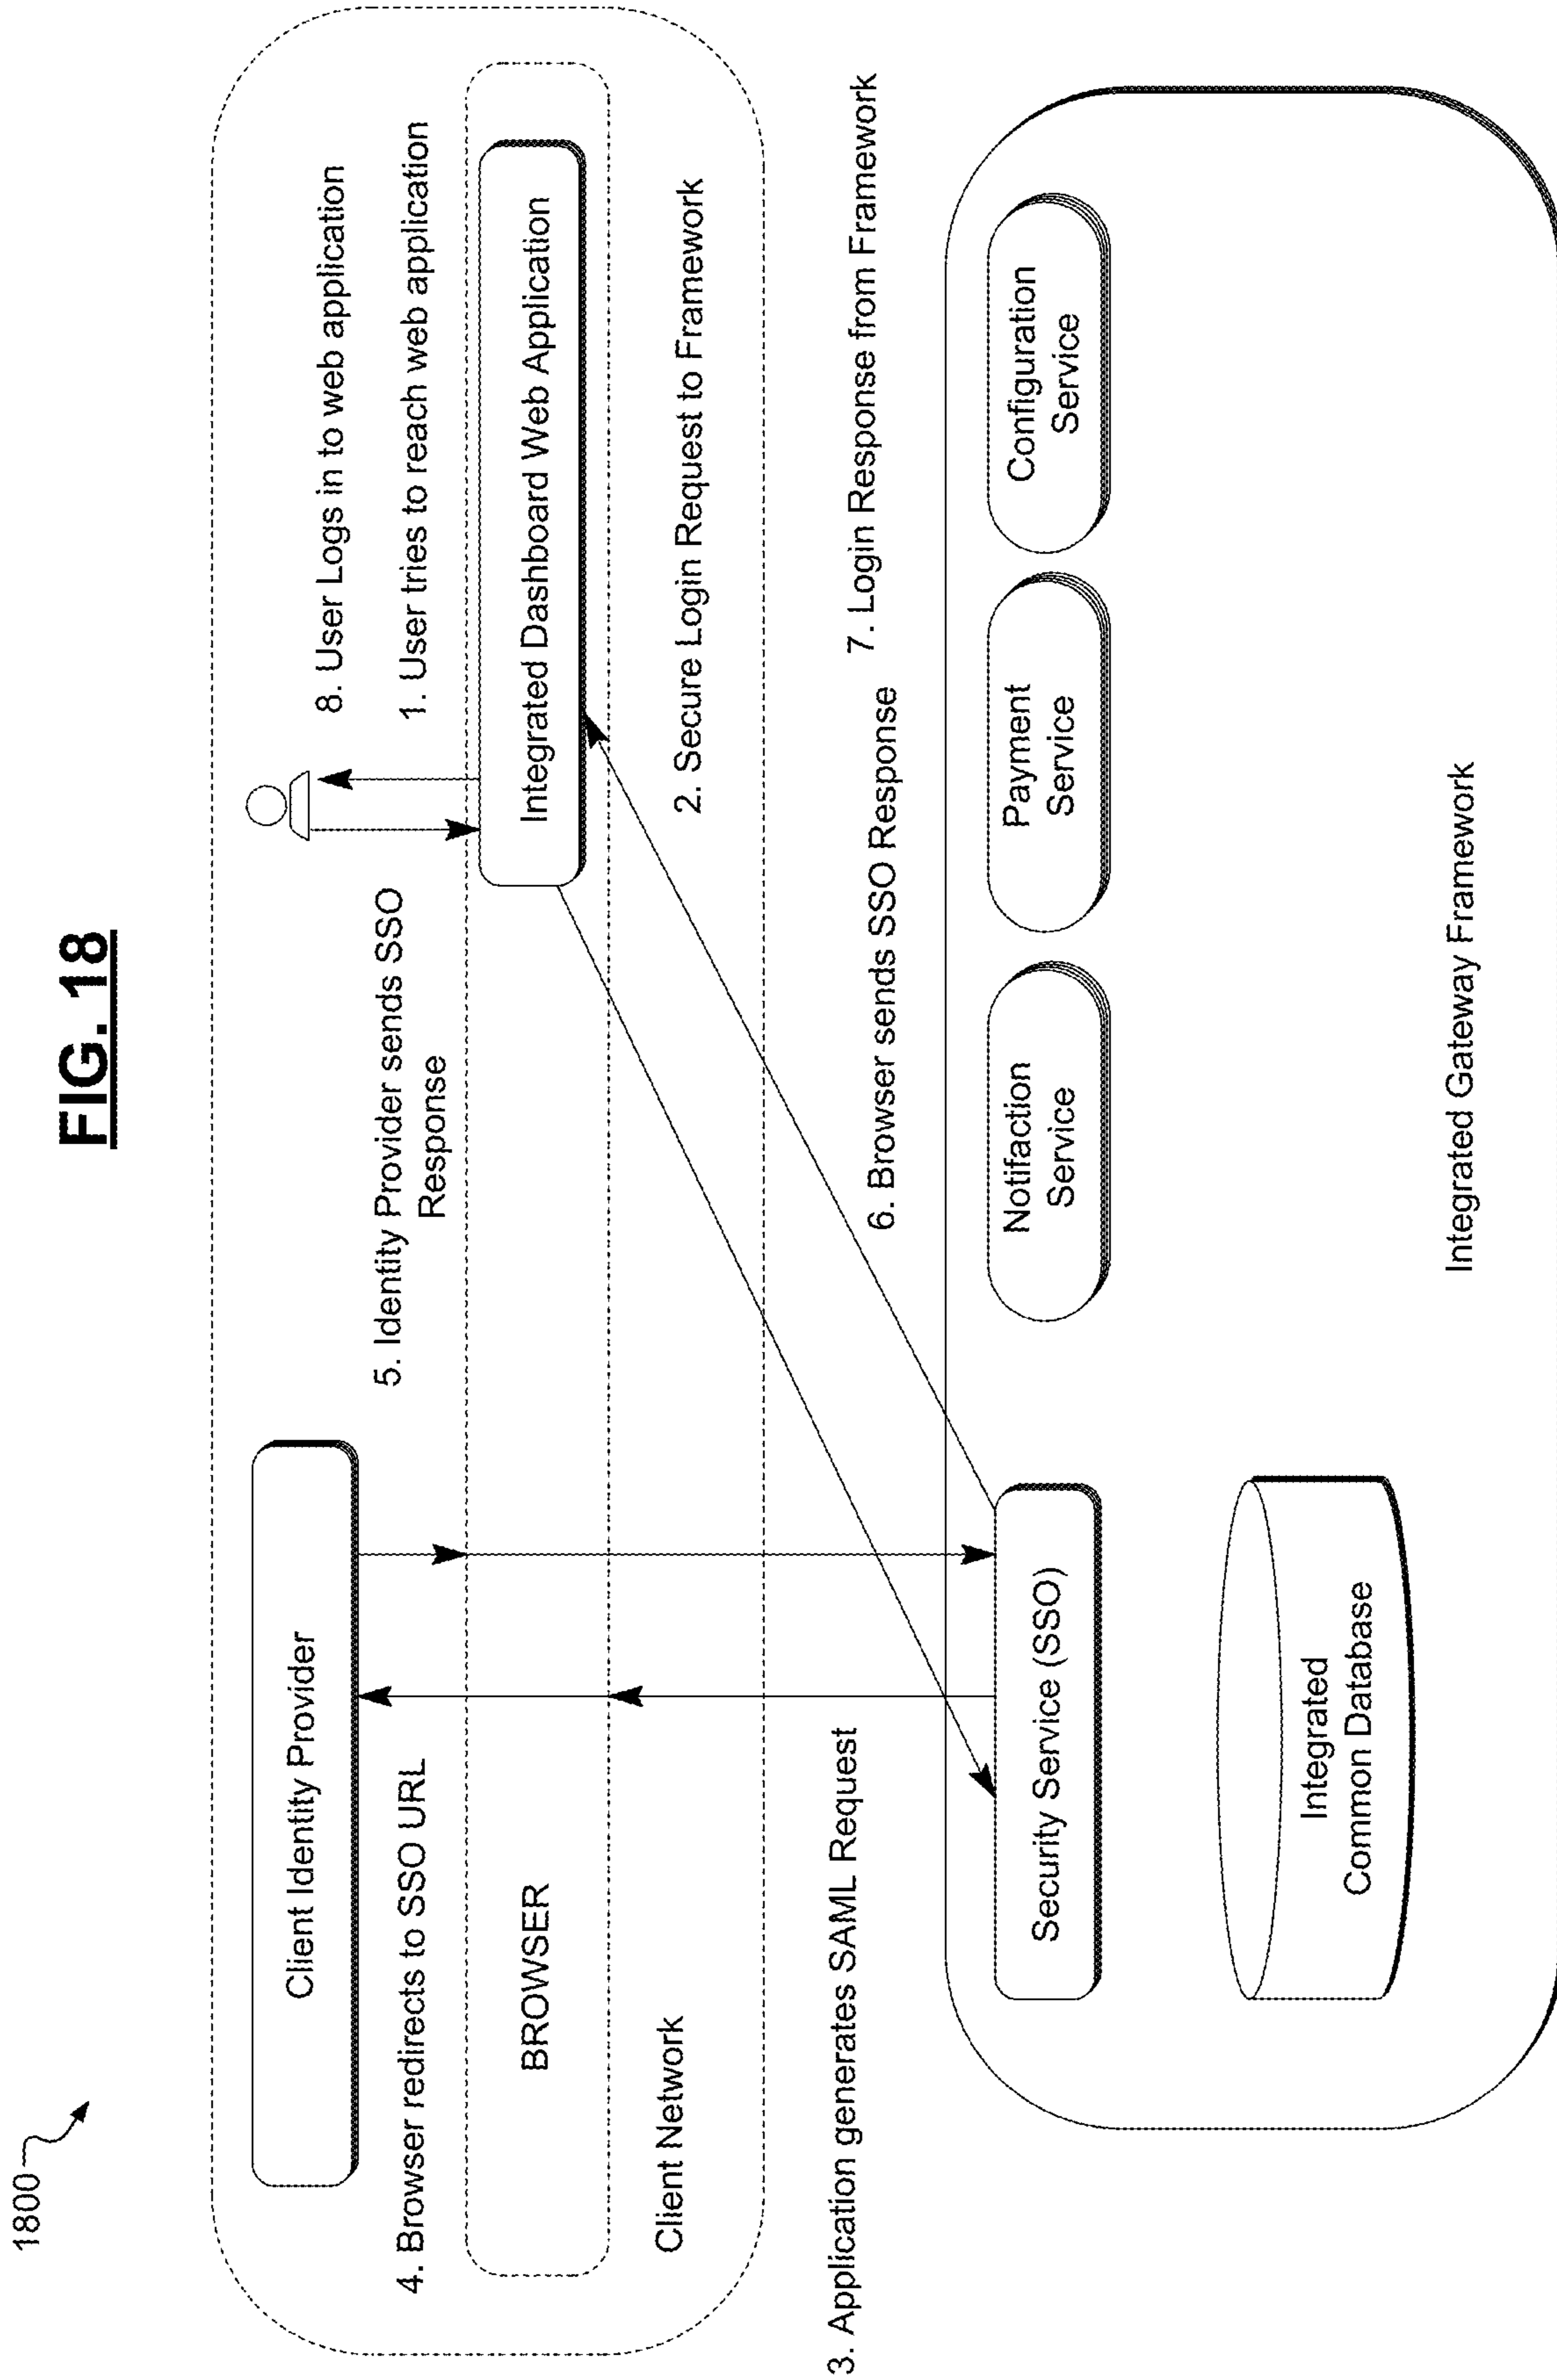 1800
FIG. 18
8. User Logs in to web application
1. User tries to reach web application
5. Identity Provider sends SSO
Response
Client Identity Provider
4. Browser redirects to SSO URL
BROWSER
Integrated Dashboard Web Application
Client Network
2. Secure Login Request to Framework
3. Application generates SAML Request
6. Browser sends SSO Response
7. Login Response from Framework
Security Service (SSO)
Notifaction
Service
Payment
Service
Configuration
Service
Integrated
Common Database
Integrated Gateway Framework